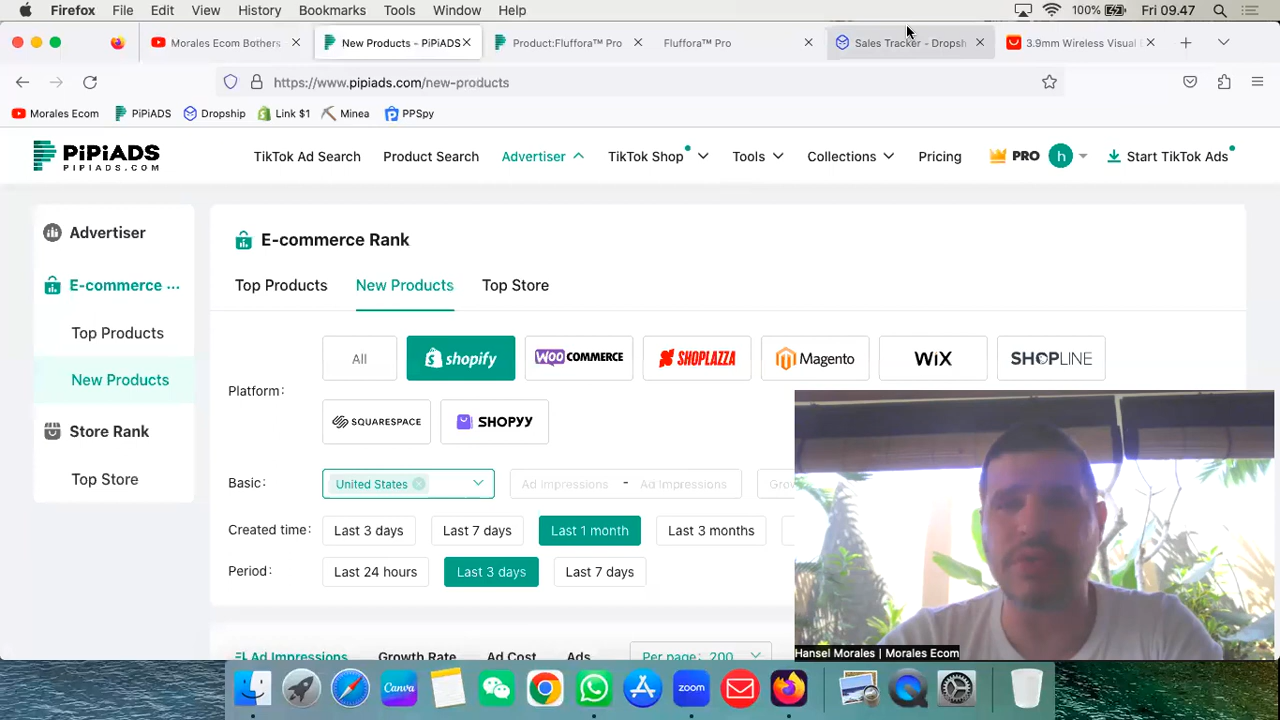 Firefox File Edit View History Bookmarks Tools Window Help 100% Fri 09.47
Morales Ecom Bothers New Products - PiPiADS Product:Fluffora™ Pro Fluffora™ Pro Sales Tracker - Dropsh 3.9mm Wireless Visual E
https://www.pipiads.com/new-products
Morales Ecom PiPiADS Dropship Link $1 Minea PPSpy
PiPiADS
PIPIADS.COM
TikTok Ad Search Product Search Advertiser TikTok Shop Tools Collections Pricing PRO h Start TikTok Ads
Advertiser
E-commerce ...
Top Products
New Products
Store Rank
Top Store
E-commerce Rank
Top Products New Products Top Store
Platform:
All shopify WOO COMMERCE SHOPLAZZA Magento WiX SHOPLINE
SQUARESPACE SHOPYY
Basic: United States Ad Impressions - Ad Impressions Grow
Created time: Last 3 days Last 7 days Last 1 month Last 3 months
Period: Last 24 hours Last 3 days Last 7 days
Ad Impressions Growth Rate Ad Cost Ads Per page: 200
Hansel Morales | Morales Ecom
Canva zoom